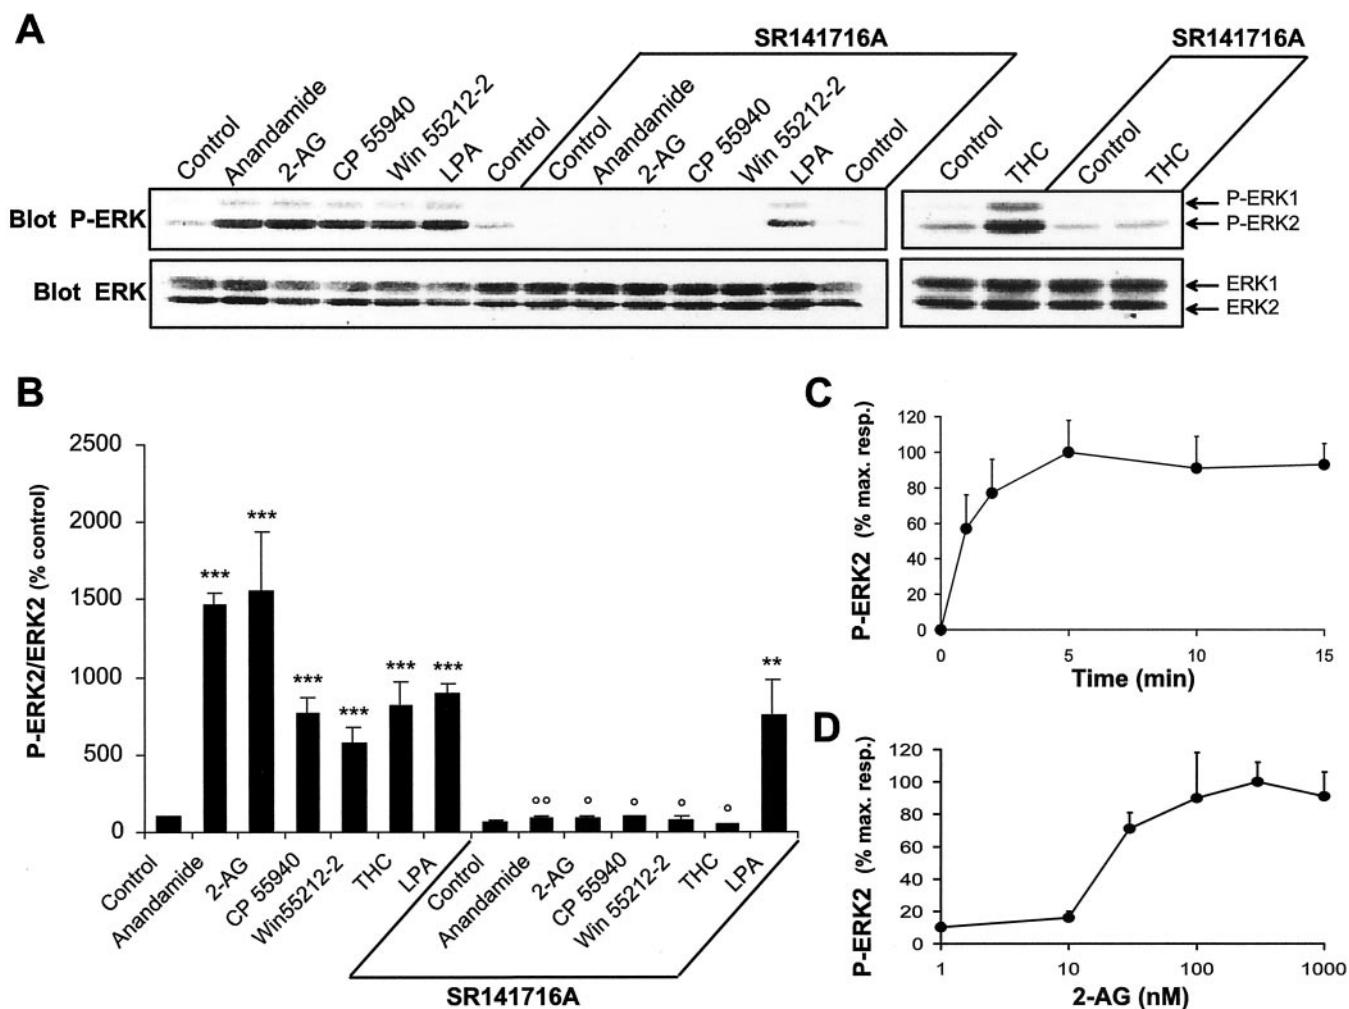 A
SR141716A
SR141716A
Control
Anandamide
2-AG
CP 55940
Win 55212-2
LPA
Control
Control
Anandamide
2-AG
CP 55940
Win 55212-2
LPA
Control
Control
THC
Control
THC
Blot P-ERK
P-ERK1
P-ERK2
Blot ERK
ERK1
ERK2
B
P-ERK2/ERK2 (% control)
2500
2000
1500
1000
500
0
***
***
***
***
***
***
°°
°
°
°
°
**
Control
Anandamide
2-AG
CP 55940
Win55212-2
THC
LPA
Control
Anandamide
2-AG
CP 55940
Win 55212-2
THC
LPA
SR141716A
C
P-ERK2 (% max. resp.)
120
100
80
60
40
20
0
0 5 10 15
Time (min)
D
P-ERK2 (% max. resp.)
120
100
80
60
40
20
0
1 10 100 1000
2-AG (nM)